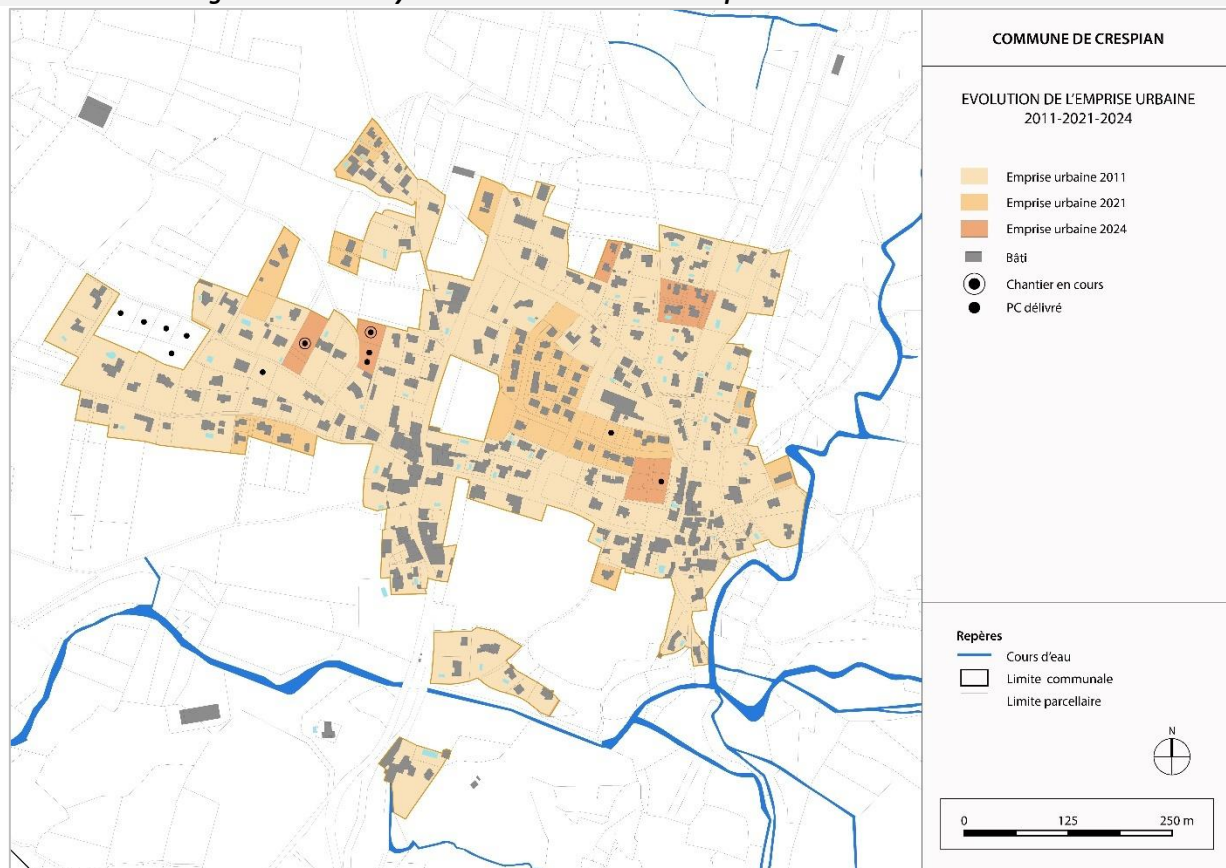 COMMUNE DE CRESPIAN
EVOLUTION DE L'EMPRISE URBAINE
2011-2021-2024
Emprise urbaine 2011
Emprise urbaine 2021
Emprise urbaine 2024
Bâti
Chantier en cours
PC délivré
Repères
Cours d'eau
Limite communale
Limite parcellaire
N
0 125 250 m